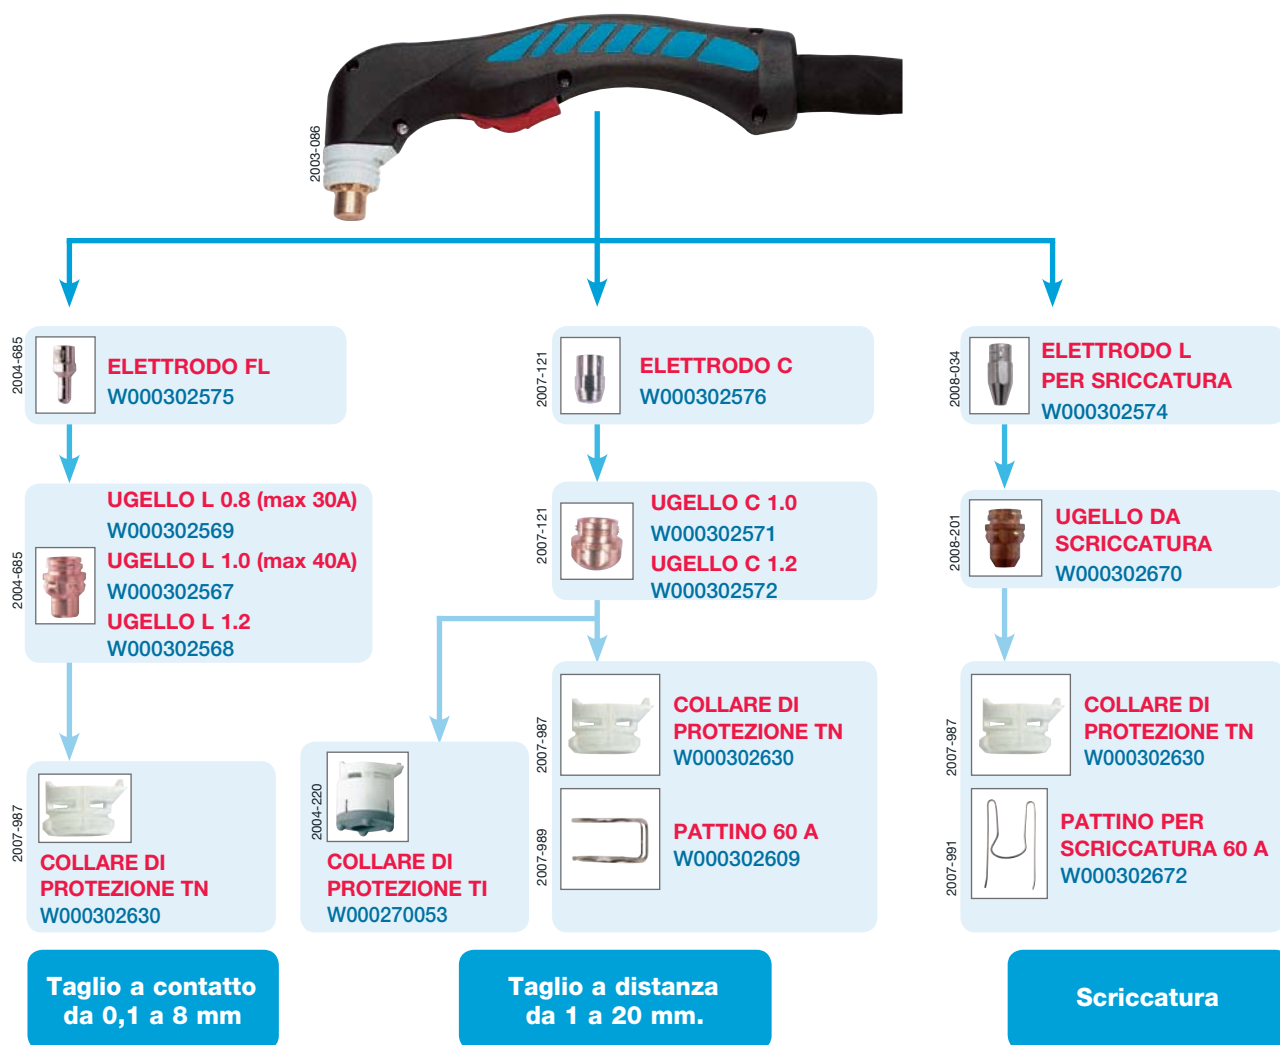 2003-086
2004-685
ELETTRODO FL
W000302575
2004-685
UGELLO L 0.8 (max 30A)
W000302569
UGELLO L 1.0 (max 40A)
W000302567
UGELLO L 1.2
W000302568
2007-987
COLLARE DI
PROTEZIONE TN
W000302630
Taglio a contatto
da 0,1 a 8 mm
2007-121
ELETTRODO C
W000302576
2007-121
UGELLO C 1.0
W000302571
UGELLO C 1.2
W000302572
2004-220
COLLARE DI
PROTEZIONE TI
W000270053
2007-987
COLLARE DI
PROTEZIONE TN
W000302630
2007-989
PATTINO 60 A
W000302609
Taglio a distanza
da 1 a 20 mm.
2008-034
ELETTRODO L
PER SRICCATURA
W000302574
2008-201
UGELLO DA
SCRICCATURA
W000302670
2007-987
COLLARE DI
PROTEZIONE TN
W000302630
2007-991
PATTINO PER
SCRICCATURA 60 A
W000302672
Scriccatura